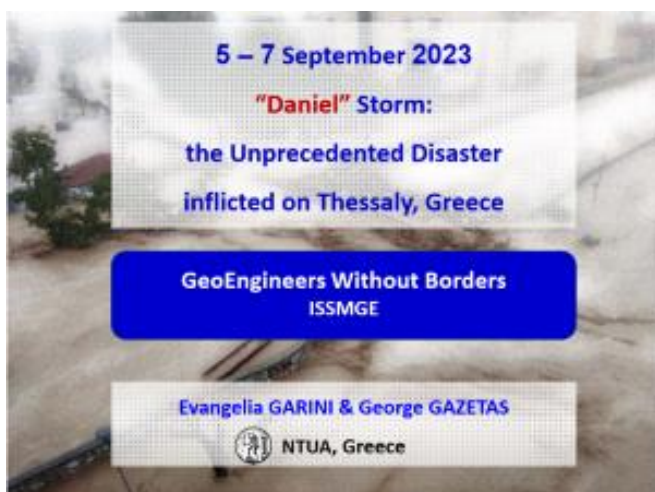 5 – 7 September 2023
“Daniel” Storm:
the Unprecedented Disaster
inflicted on Thessaly, Greece
GeoEngineers Without Borders
ISSMGE
Evangelia GARINI & George GAZETAS
NTUA, Greece